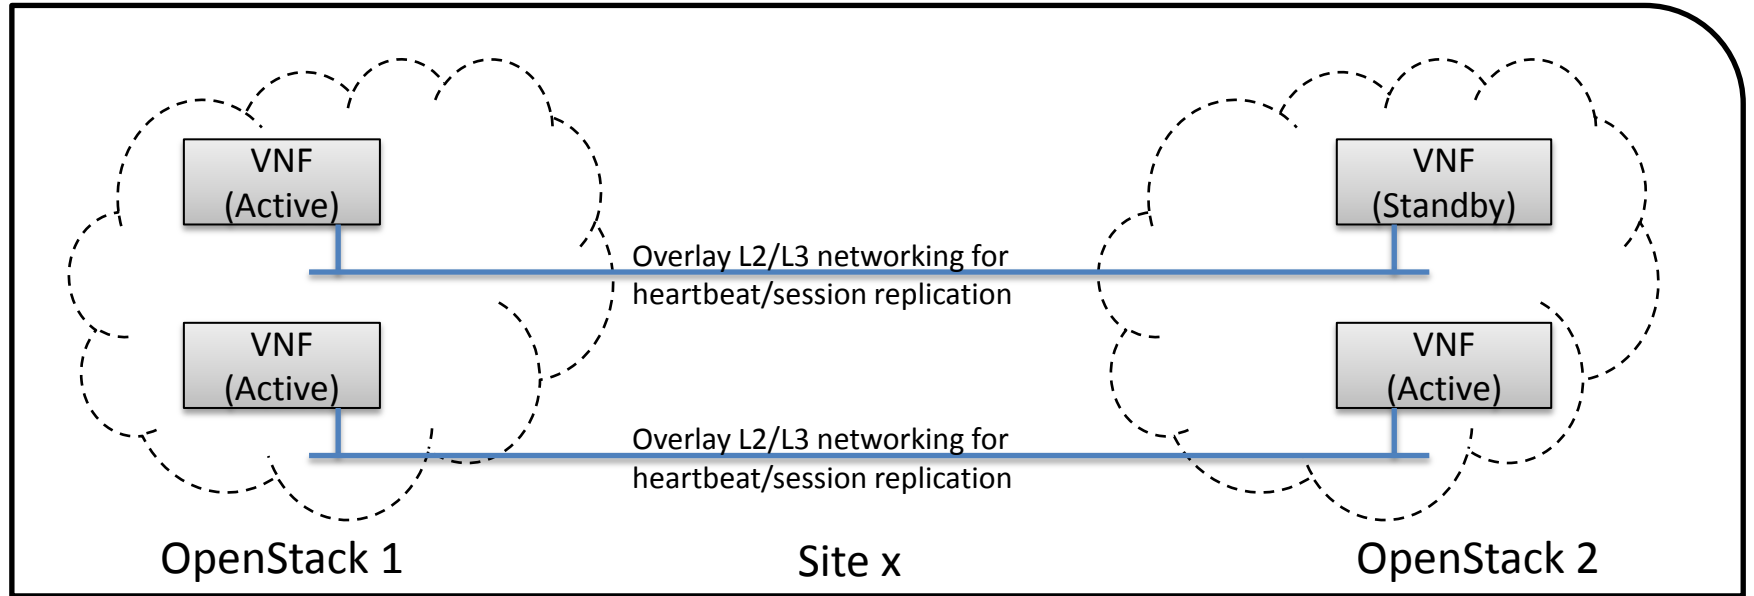 VNF
(Active)
VNF
(Standby)
Overlay L2/L3 networking for
heartbeat/session replication
VNF
(Active)
VNF
(Active)
Overlay L2/L3 networking for
heartbeat/session replication
OpenStack 1
Site x
OpenStack 2